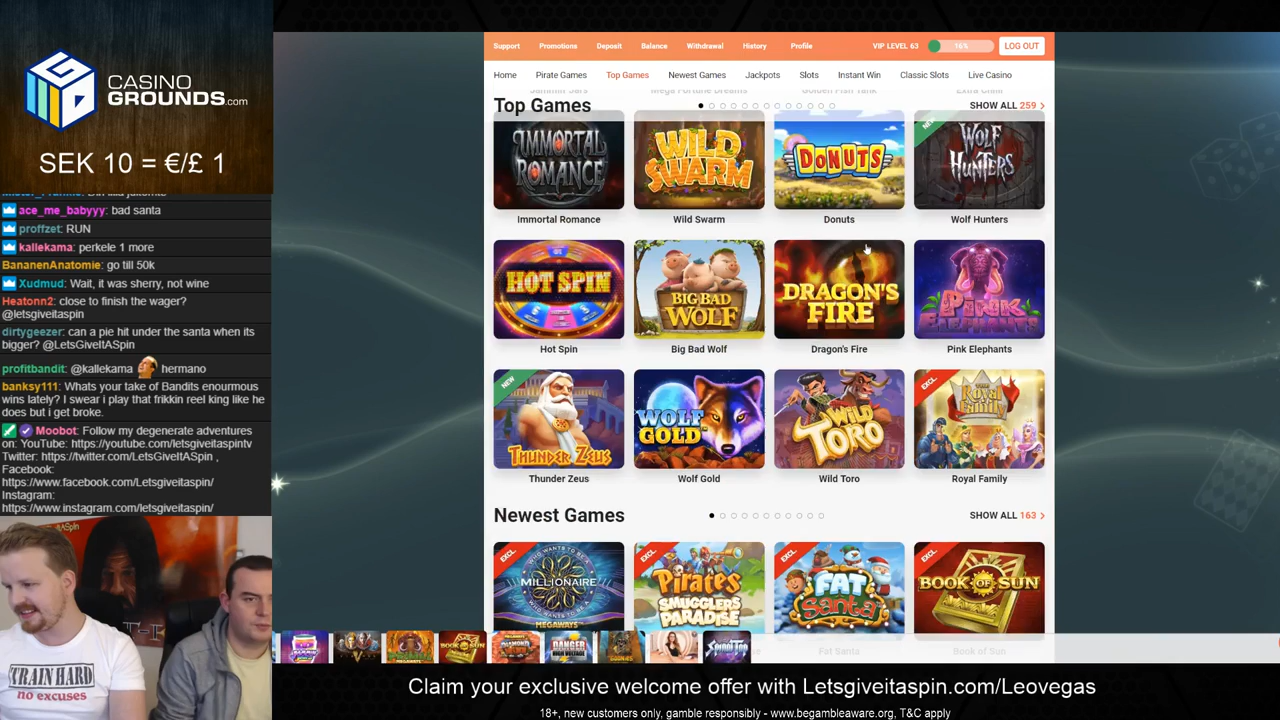 CASINO
GROUNDS.com
SEK 10 = €/£ 1
ace_me_babyyy: bad santa
proffzet: RUN
kallekama: perkele 1 more
BananenAnatomie: go till 50k
Xudmud: Wait, it was sherry, not wine
Heatonn2: close to finish the wager?
@letsgiveitaspin
dirtygeezer: can a pie hit under the santa when its
bigger? @LetsGiveItASpin
profitbandit: @kallekama hermano
banksy111: Whats your take of Bandits enourmous
wins lately? I swear i play that frikkin reel king like he
does but i get broke.
Moobot: Follow my degenerate adventures
on: YouTube: https://youtube.com/letsgiveitaspintv
Twitter: https://twitter.com/LetsGiveItASpin ,
Facebook:
https://www.facebook.com/Letsgiveitaspin/
Instagram:
https://www.instagram.com/letsgiveitaspin/
TRAIN HARD
no excuses
Support Promotions Deposit Balance Withdrawal History Profile VIP LEVEL 63 16% LOG OUT
Home Pirate Games Top Games Newest Games Jackpots Slots Instant Win Classic Slots Live Casino
Top Games SHOW ALL 259 >
IMMORTAL ROMANCE
WILD SWARM
DONUTS
NEW WOLF HUNTERS
Immortal Romance Wild Swarm Donuts Wolf Hunters
HOT SPIN
BIG BAD WOLF
DRAGON'S FIRE
PINK ELEPHANTS
Hot Spin Big Bad Wolf Dragon's Fire Pink Elephants
NEW THUNDER ZEUS
WOLF GOLD
WILD TORO
EXCL. The Royal Family
Thunder Zeus Wolf Gold Wild Toro Royal Family
Newest Games SHOW ALL 163 >
EXCL. WHO WANTS TO BE A MILLIONAIRE MEGAWAYS
EXCL. Pirates SMUGGLERS PARADISE
EXCL. FAT Santa
EXCL. BOOK OF SUN
Fat Santa Book of Sun
Claim your exclusive welcome offer with Letsgiveitaspin.com/Leovegas
18+, new customers only, gamble responsibly - www.begambleaware.org, T&C apply